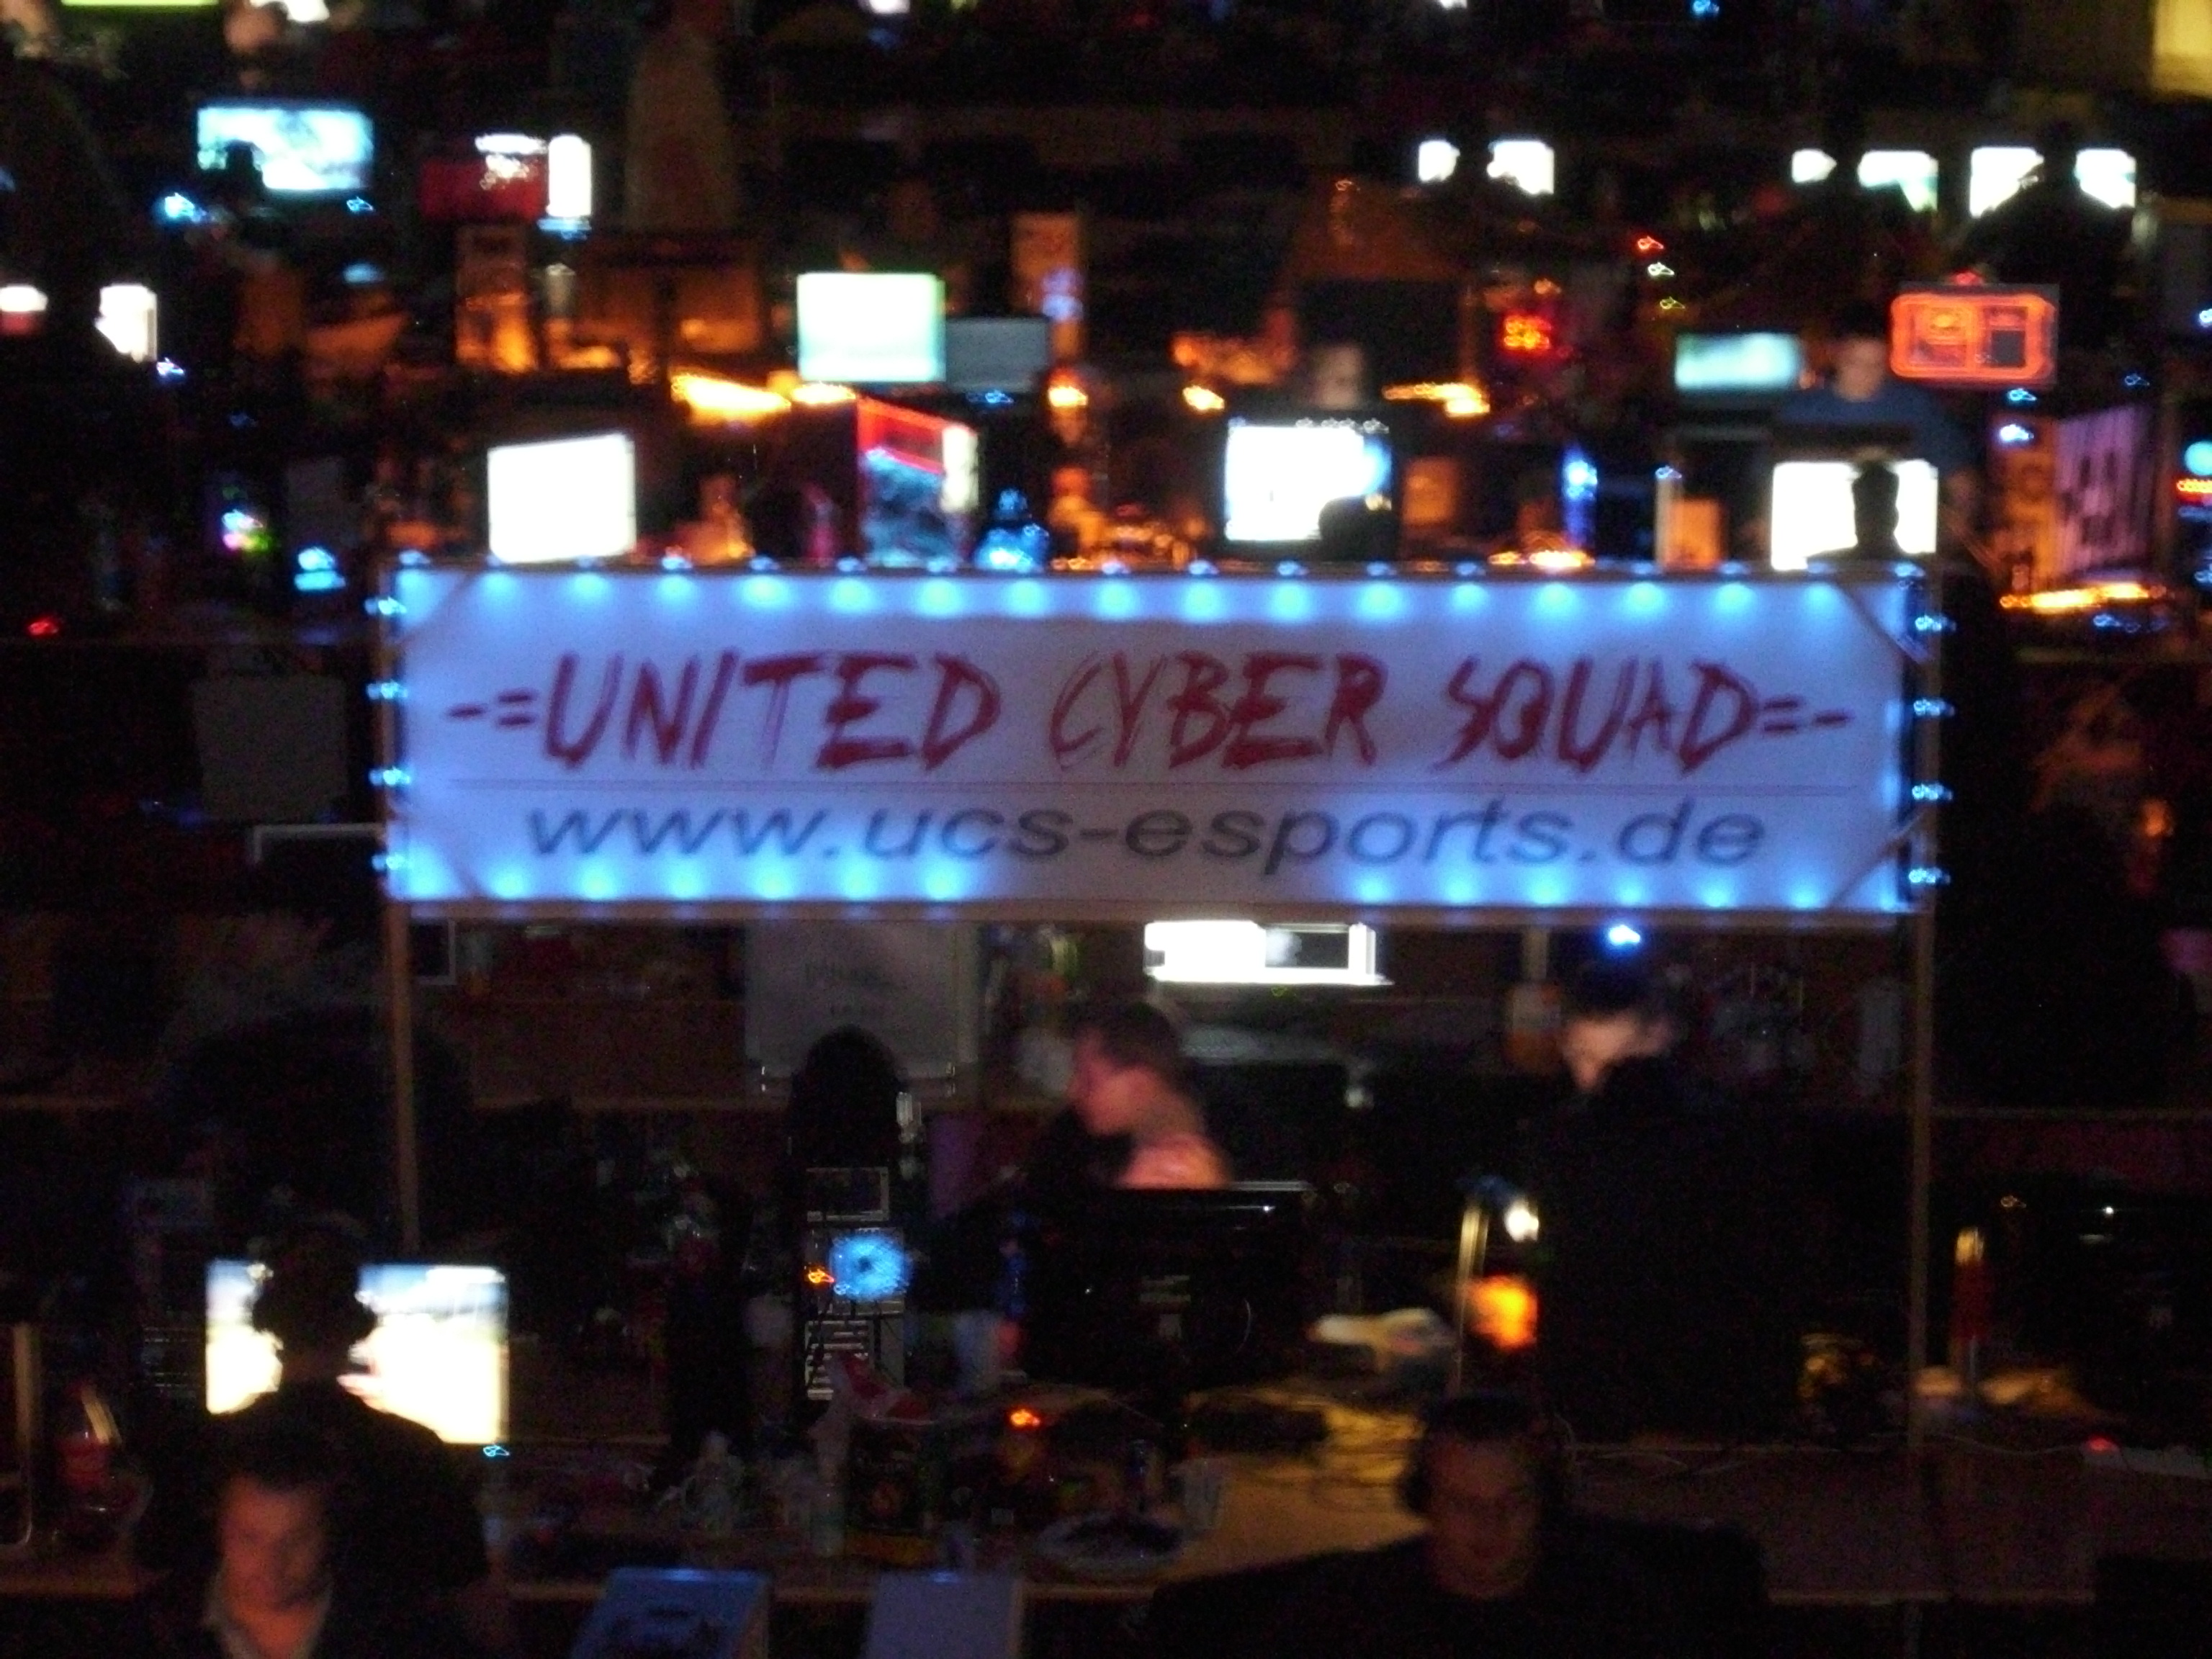 -=UNITED CYBER SQUAD=-
www.ucs-esports.de